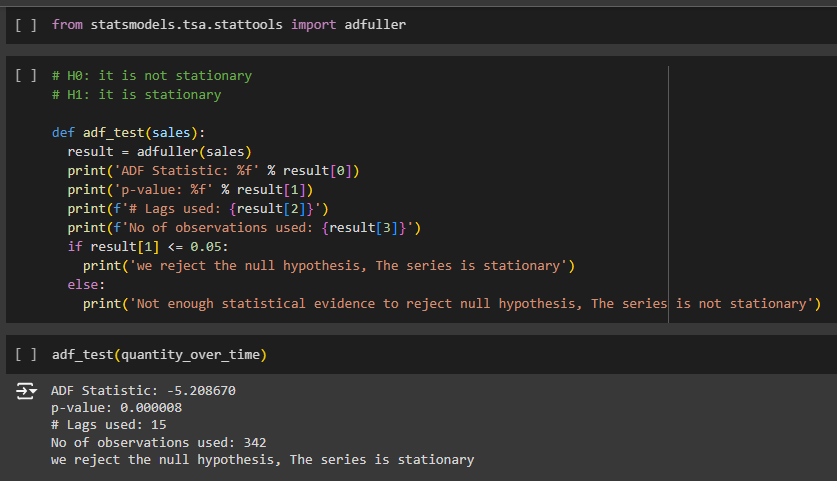 [ ] from statsmodels.tsa.stattools import adfuller
[ ] # H0: it is not stationary
# H1: it is stationary
def adf_test(sales):
result = adfuller(sales)
print('ADF Statistic: %f' % result[0])
print('p-value: %f' % result[1])
print(f'# Lags used: {result[2]}')
print(f'No of observations used: {result[3]}')
if result[1] <= 0.05:
print('we reject the null hypothesis, The series is stationary')
else:
print('Not enough statistical evidence to reject null hypothesis, The series is not stationary')
[ ] adf_test(quantity_over_time)
ADF Statistic: -5.208670
p-value: 0.000008
# Lags used: 15
No of observations used: 342
we reject the null hypothesis, The series is stationary